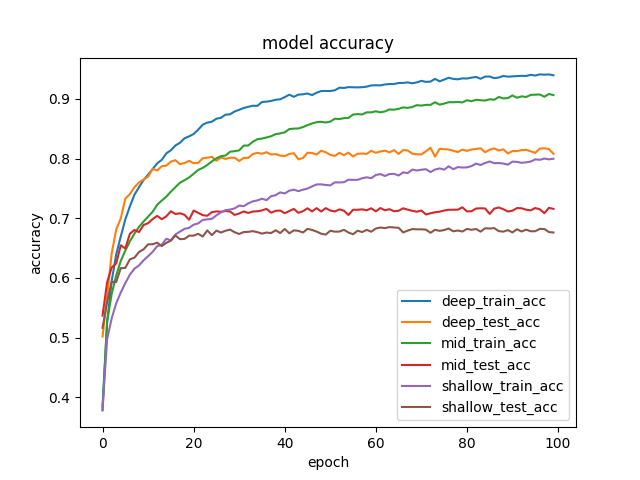 model accuracy
accuracy
0.9
0.8
0.7
0.6
0.5
0.4
deep_train_acc
deep_test_acc
mid_train_acc
mid_test_acc
shallow_train_acc
shallow_test_acc
0 20 40 60 80 100
epoch